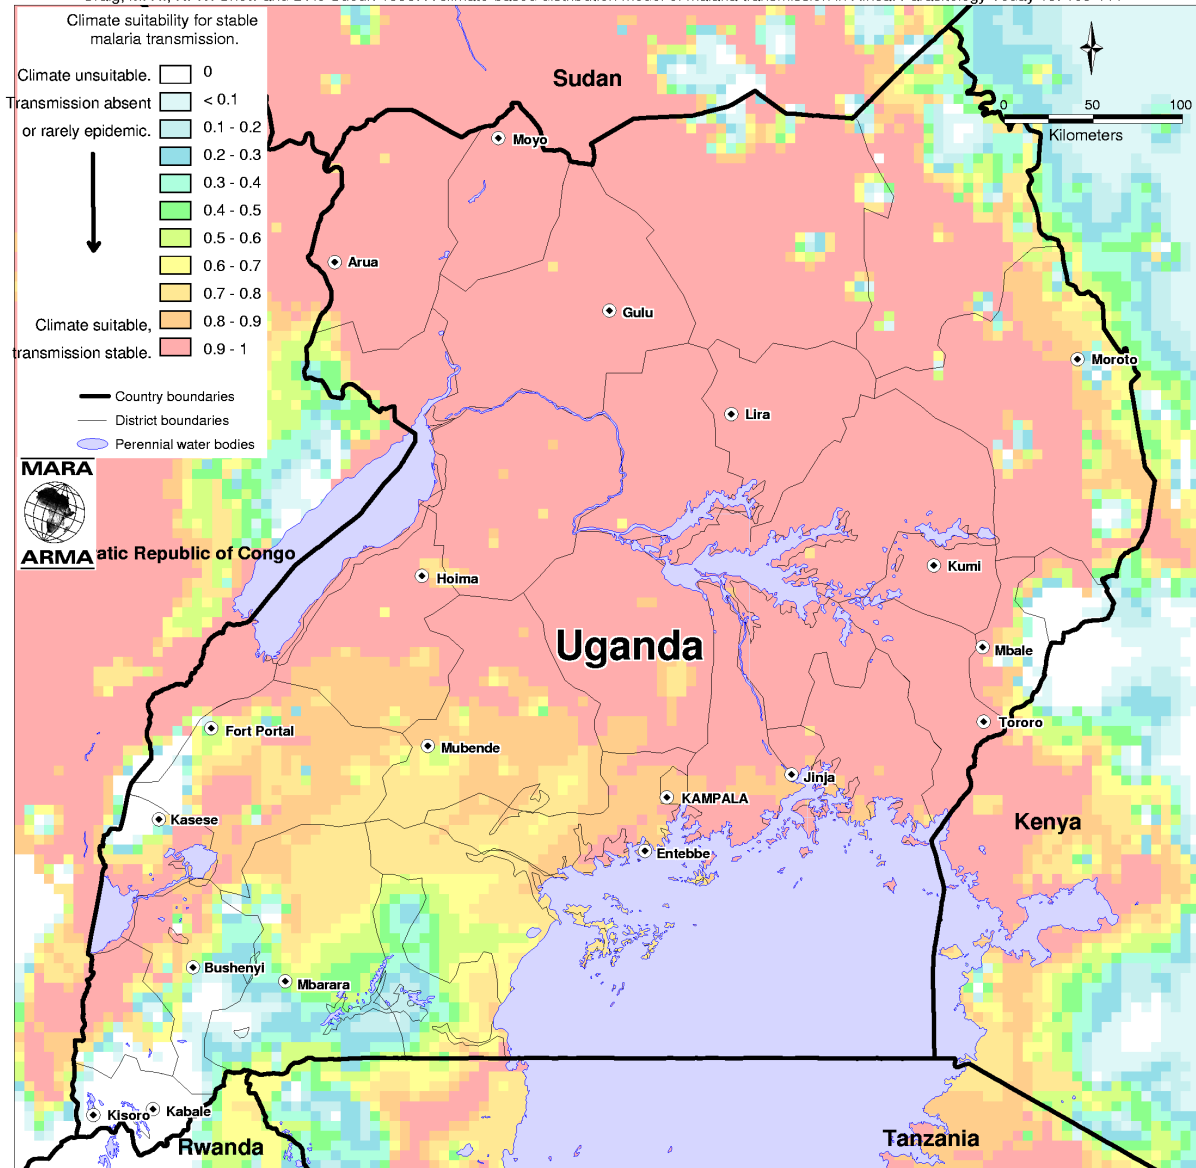 Climate suitability for stable
malaria transmission.
Climate unsuitable.
0
Transmission absent
< 0.1
or rarely epidemic.
0.1 - 0.2
0.2 - 0.3
0.3 - 0.4
0.4 - 0.5
0.5 - 0.6
0.6 - 0.7
0.7 - 0.8
Climate suitable,
0.8 - 0.9
transmission stable.
0.9 - 1
Country boundaries
District boundaries
Perennial water bodies
MARA
ARMA
atic Republic of Congo
Sudan
0 50 100
Kilometers
Moyo
Arua
Gulu
Moroto
Lira
Hoima
Kumi
Uganda
Mbale
Fort Portal
Tororo
Mubende
Jinja
KAMPALA
Kasese
Kenya
Entebbe
Bushenyi
Mbarara
Kisoro
Kabale
Rwanda
Tanzania